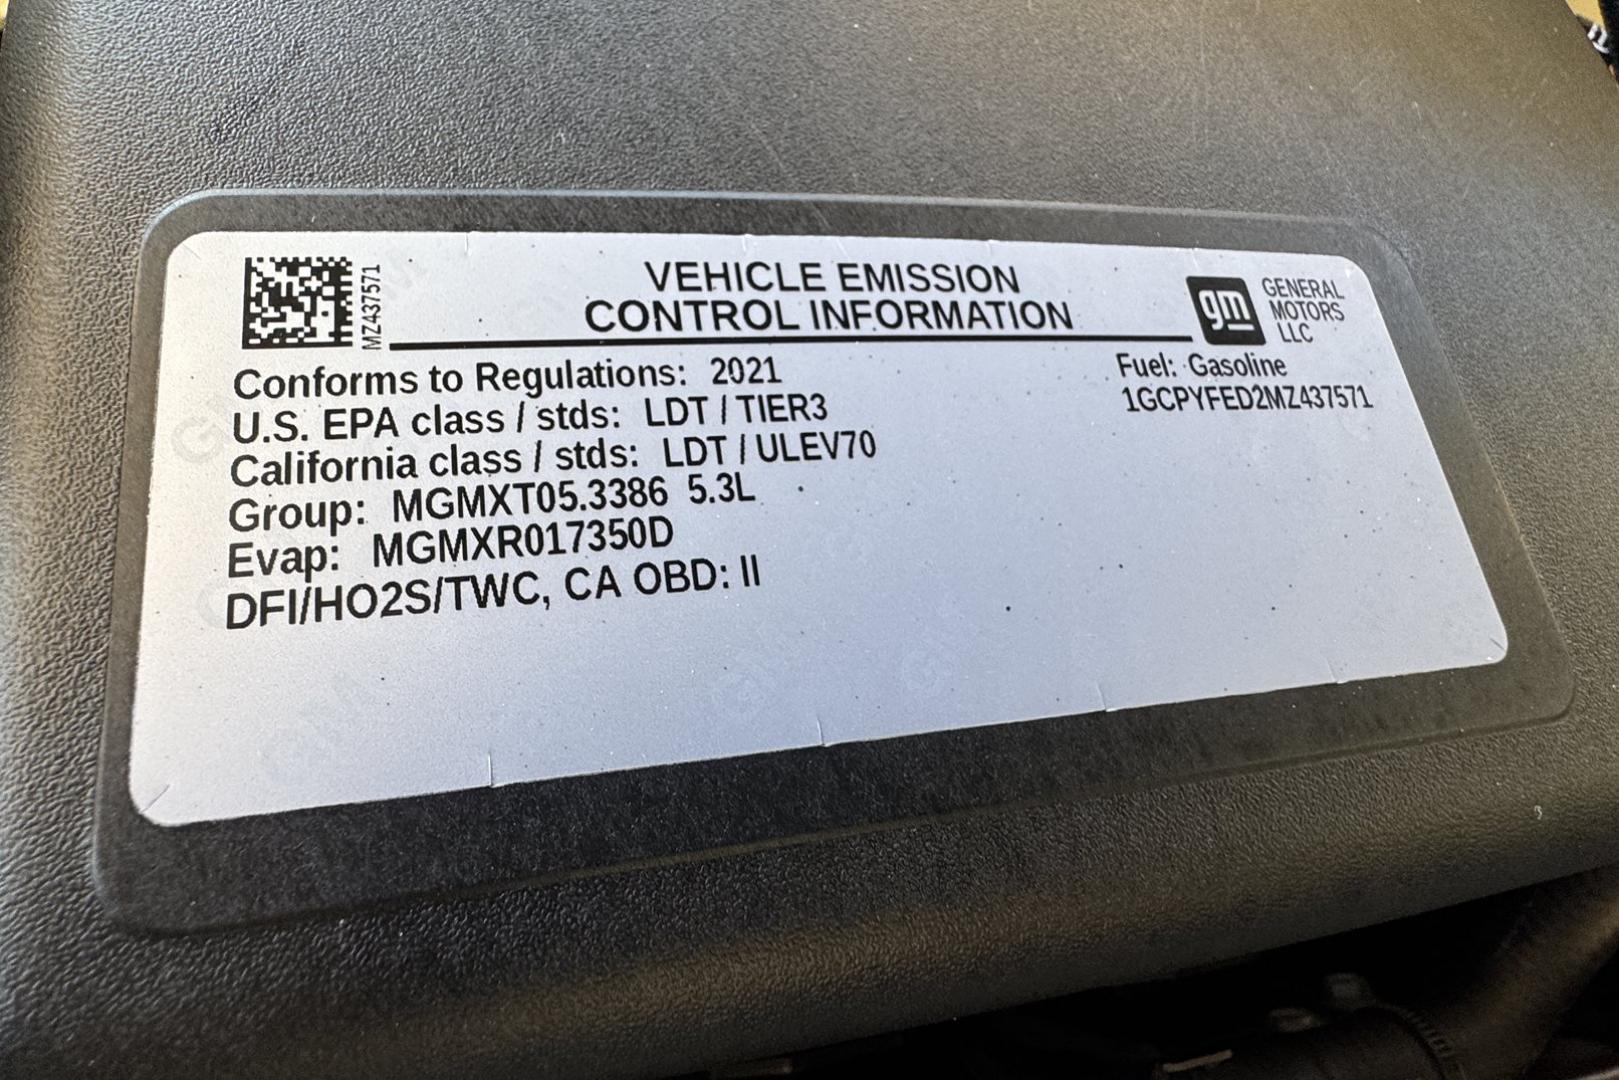 MZ437571
VEHICLE EMISSION
CONTROL INFORMATION
gm
GENERAL
MOTORS
LLC
Conforms to Regulations: 2021
U.S. EPA class / stds: LDT / TIER3
California class / stds: LDT / ULEV70
Group: MGMXT05.3386 5.3L
Evap: MGMXR017350D
DFI/HO2S/TWC, CA OBD: II
Fuel: Gasoline
1GCPYFED2MZ437571